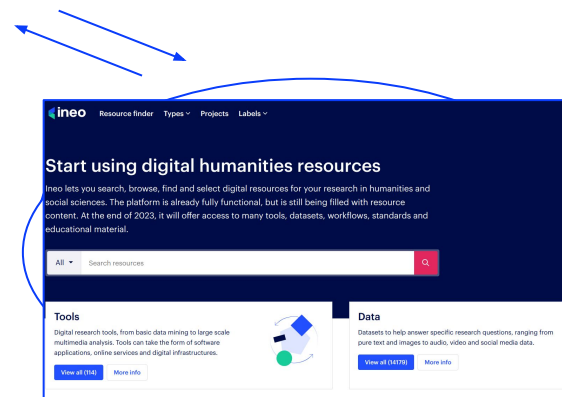 ineo Resource finder Types Projects Labels
Start using digital humanities resources
Ineo lets you search, browse, find and select digital resources for your research in humanities and
social sciences. The platform is already fully functional, but is still being filled with resource
content. At the end of 2023, it will offer access to many tools, datasets, workflows, standards and
educational material.
All Search resources
Tools
Digital research tools, from basic data mining to large scale
multimedia analysis. Tools can take the form of software
applications, online services and digital infrastructures.
View all (114) More info
Data
Datasets to help answer specific research questions, ranging from
pure text and images to audio, video and social media data.
View all (14179) More info